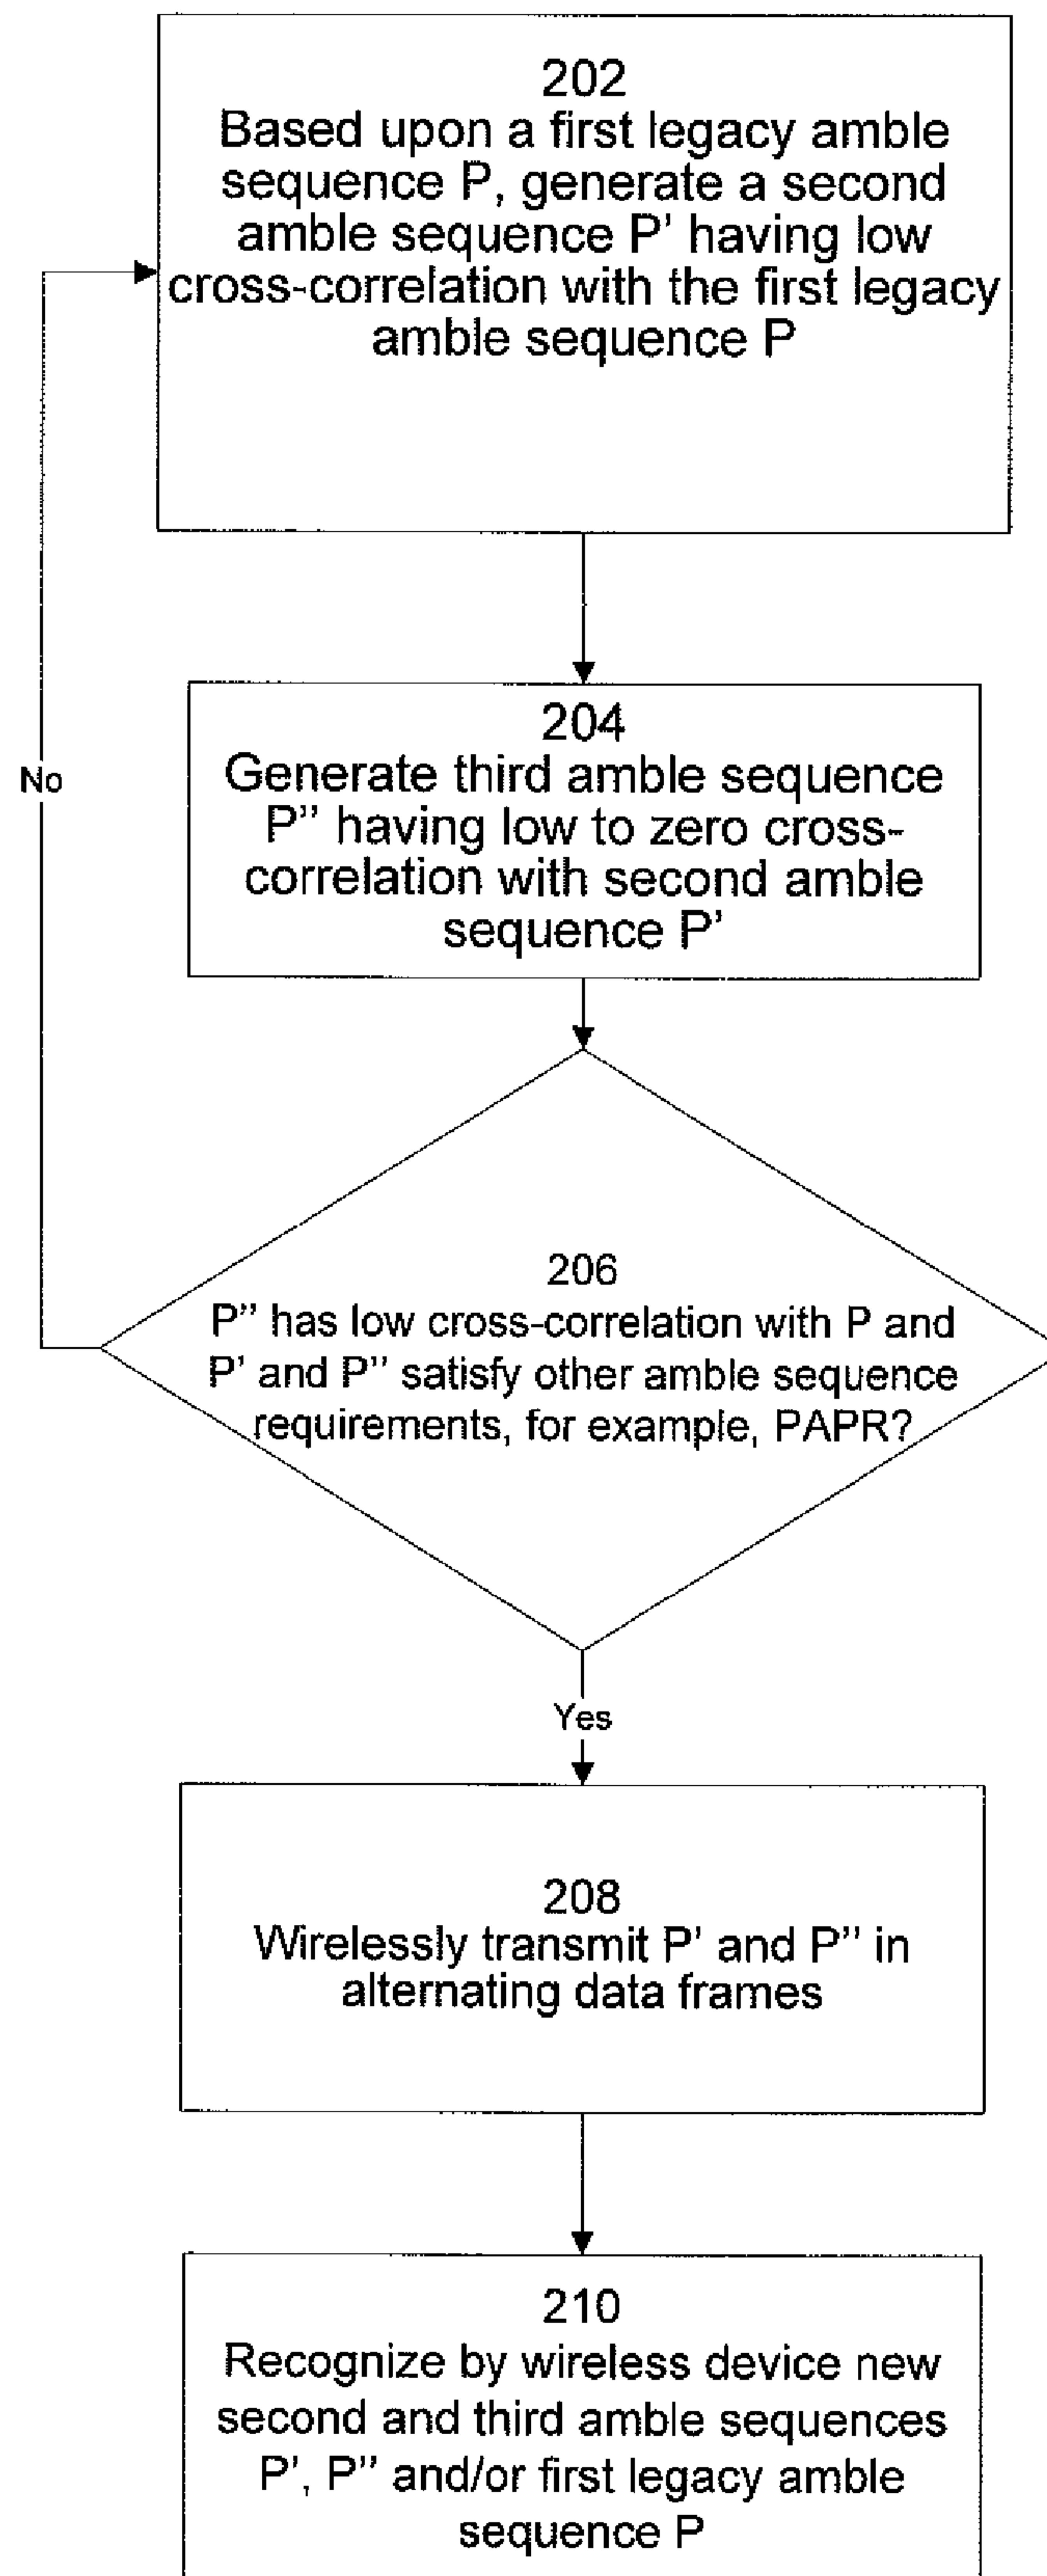 202
Based upon a first legacy amble
sequence P, generate a second
amble sequence P' having low
cross-correlation with the first legacy
amble sequence P
No
204
Generate third amble sequence
P" having low to zero cross-
correlation with second amble
sequence P'
206
P" has low cross-correlation with P and
P' and P" satisfy other amble sequence
requirements, for example, PAPR?
Yes
208
Wirelessly transmit P' and P" in
alternating data frames
210
Recognize by wireless device new
second and third amble sequences
P', P" and/or first legacy amble
sequence P